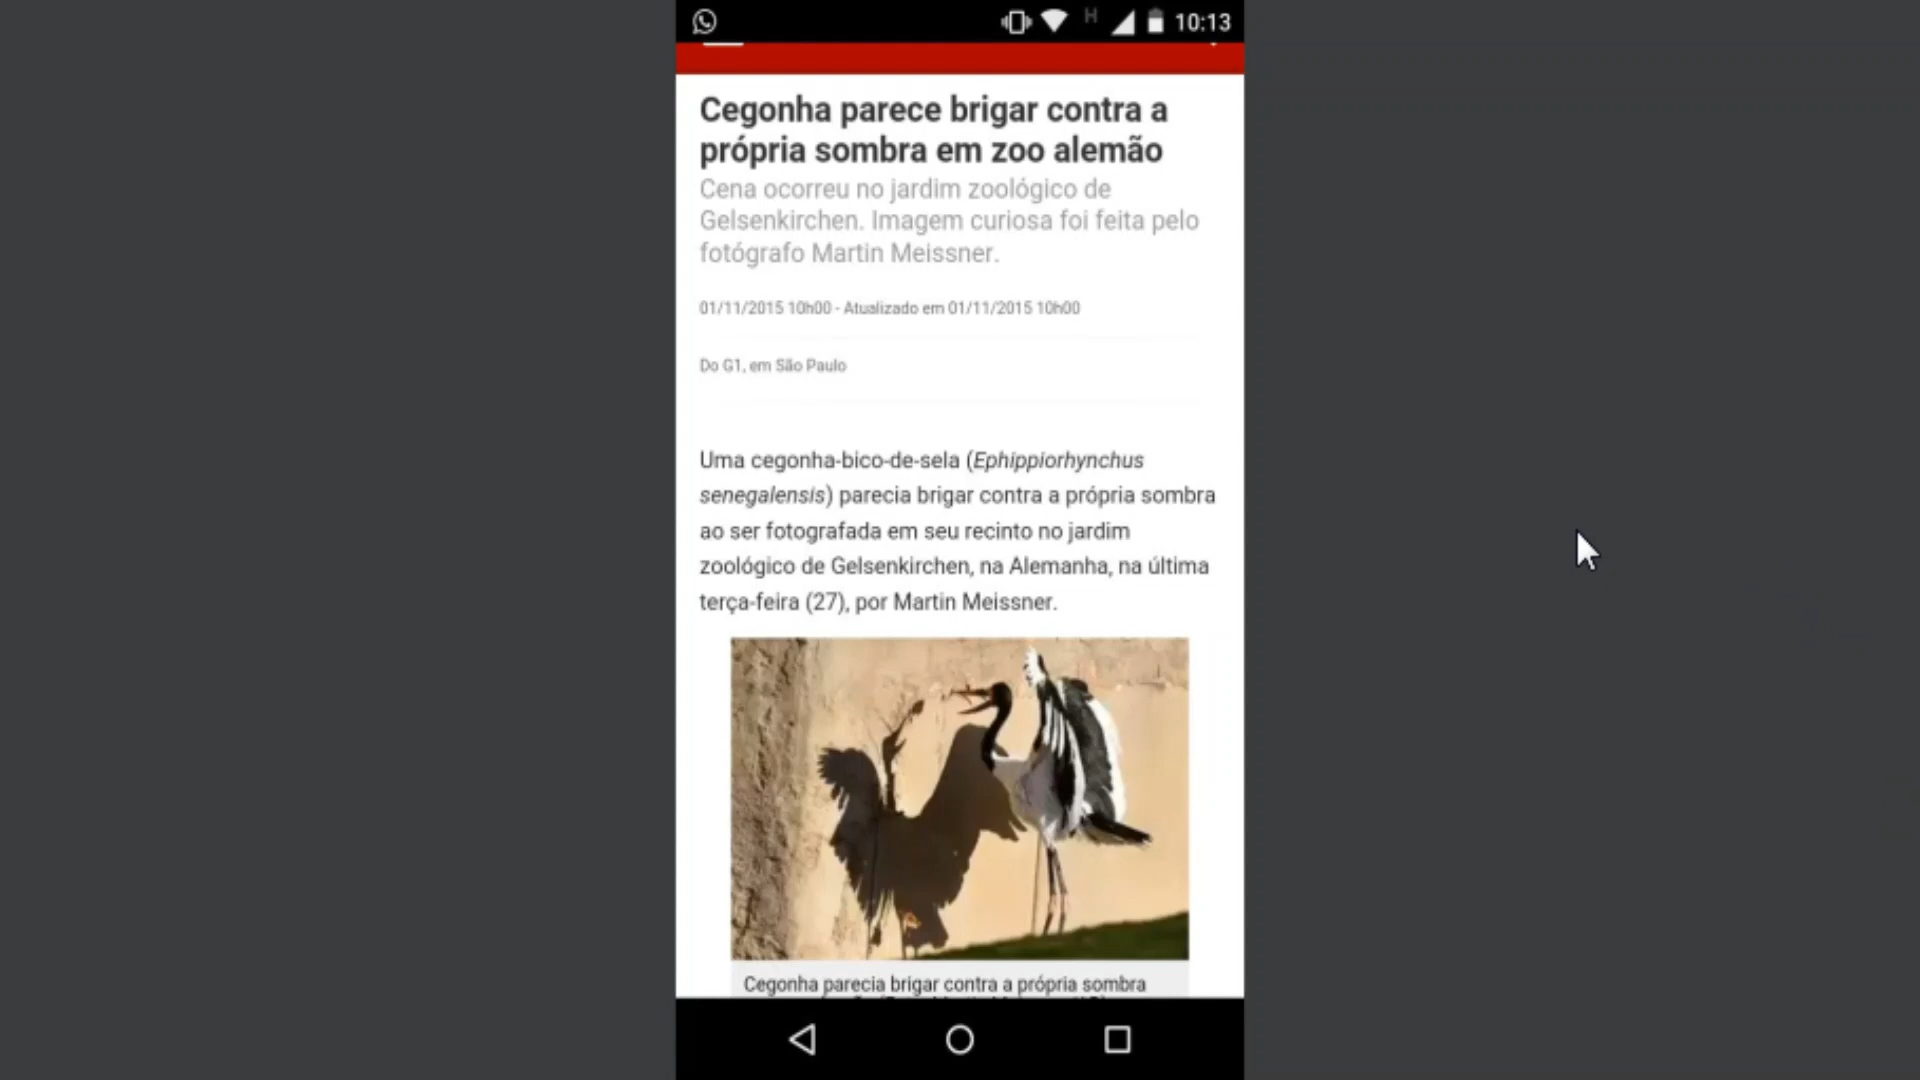 H 10:13
Cegonha parece brigar contra a
própria sombra em zoo alemão
Cena ocorreu no jardim zoológico de
Gelsenkirchen. Imagem curiosa foi feita pelo
fotógrafo Martin Meissner.
01/11/2015 10h00 - Atualizado em 01/11/2015 10h00
Do G1, em São Paulo
Uma cegonha-bico-de-sela (Ephippiorhynchus
senegalensis) parecia brigar contra a própria sombra
ao ser fotografada em seu recinto no jardim
zoológico de Gelsenkirchen, na Alemanha, na última
terça-feira (27), por Martin Meissner.
Cegonha parecia brigar contra a própria sombra